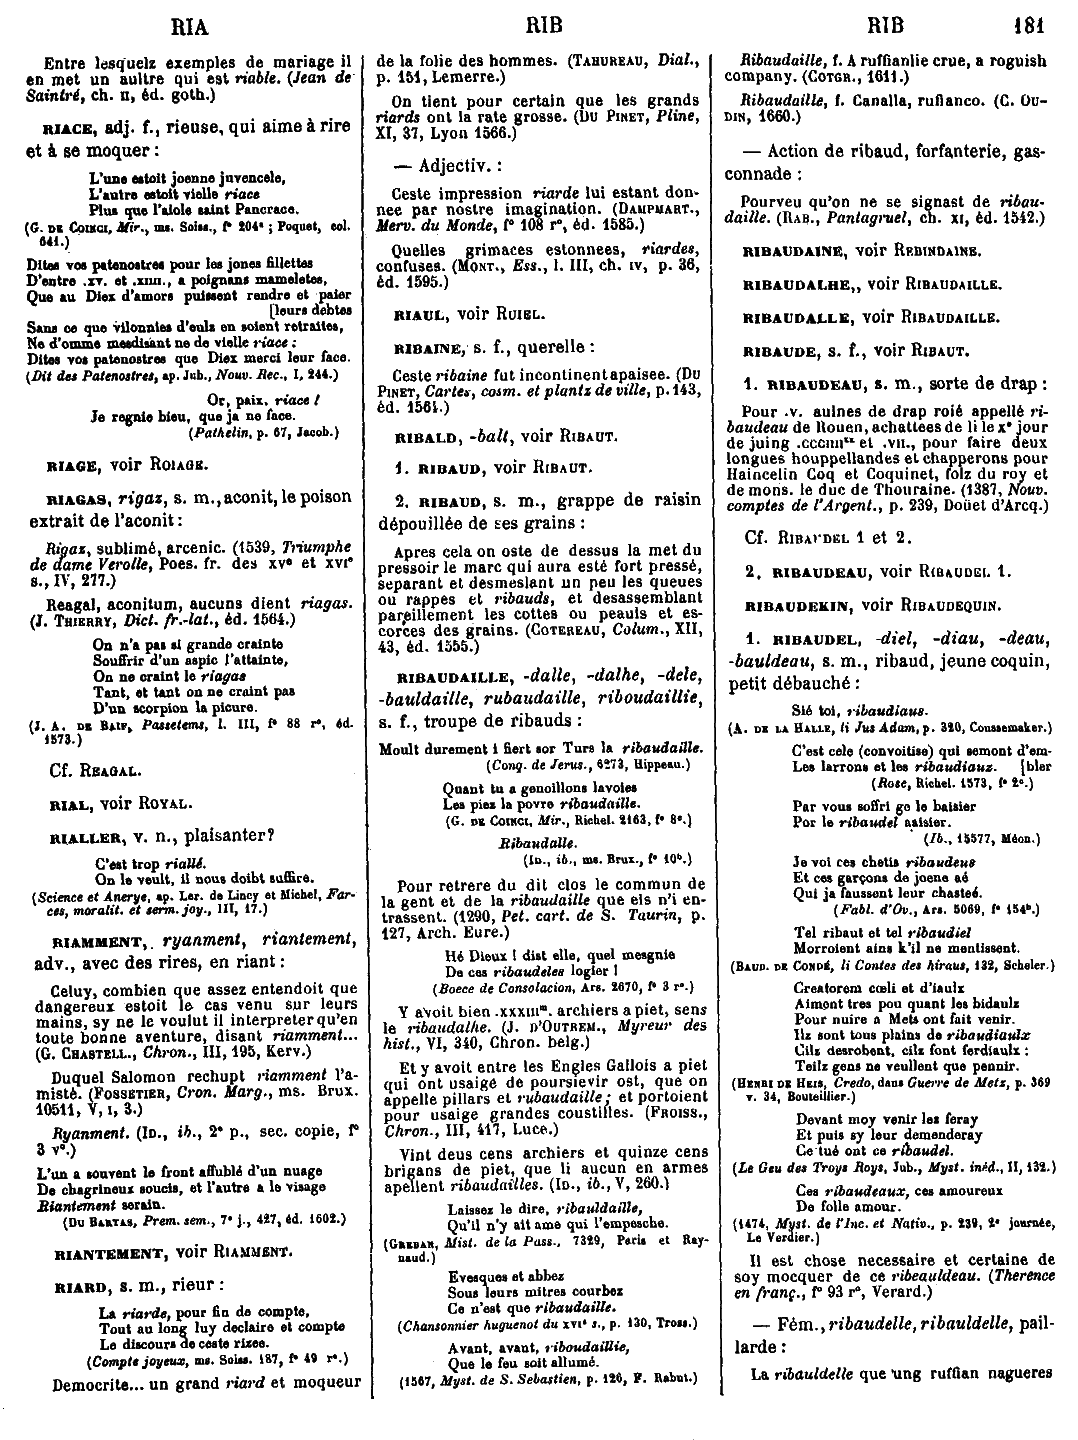 RIA
RIB
RIB 181
Entre lesquelz exemples de mariage il
en met un aultre qui est riable. (Jean de
Saintré, ch. II, éd. goth.)
RIACE, adj. f., rieuse, qui aime à rire
et à se moquer :
L'une estoit joenne juvencele,
L'autre estoit vielle riace
Plus que l'aiole saint Pancrace.
(G. DE COINCI, Mir., ms. Soiss., fº 204ª ; Poquet, col.
641.)
Dites vos patenostres pour les jones fillettes
D'entre .XV. et .XIIII., a poignans mameletes,
Que au Diex d'amors puissent rendre et paier
[leurs debtes
Sans ce que vilonnies d'euls en soient retraites,
Ne d'omme mesdisant ne de vielle riace :
Dites vos patenostres que Diex merci leur face.
(Dit des Patenostres, ap. Jub., Nouv. Rec., I, 244.)
Or, paix, riace !
Je regnie bieu, que ja ne face.
(Pathelin, p. 67, Jacob.)
RIAGE, voir ROIAGE.
RIAGAS, rigaz, s. m., aconit, le poison
extrait de l'aconit :
Rigaz, sublimé, arcenic. (1539, Triumphe
de dame Verolle, Poes. fr. des XVe et XVIe
s., IV, 277.)
Reagal, aconitum, aucuns dient riagas.
(J. THIERRY, Dict. fr.-lat., éd. 1564.)
On n'a pas si grande crainte
Souffrir d'un aspic l'attainte,
On ne craint le riagas
Tant, et tant on ne craint pas
D'un scorpion la picure.
(J. A. DE BAIF, Passetems, l. III, fº 88 rº, éd.
1573.)
Cf. REAGAL.
RIAL, voir ROYAL.
RIALLER, v. n., plaisanter?
C'est trop riallé.
On le veult, il nous doibt suffire.
(Science et Anerye, ap. Ler. de Lincy et Michel, Far-
ces, moralit. et serm. joy., III, 17.)
RIAMMENT, ryanment, riantement,
adv., avec des rires, en riant :
Celuy, combien que assez entendoit que
dangereux estoit le cas venu sur leurs
mains, sy ne le voulut il interpreter qu'en
toute bonne aventure, disant riamment...
(G. CHASTELL., Chron., III, 195, Kerv.)
Duquel Salomon rechupt riamment l'a-
misté. (FOSSETIER, Cron. Marg., ms. Brux.
10511, V, I, 3.)
Ryanment. (ID., ib., 2e p., sec. copie, fº
3 vº.)
L'un a souvent le front affublé d'un nuage
De chagrineux soucis, et l'autre a le visage
Riantement serain.
(DU BARTAS, Prem. sem., 7e j., 427, éd. 1602.)
RIANTEMENT, voir RIAMMENT.
RIARD, s. m., rieur :
La riarde, pour fin de compte,
Tout au long luy declaire et compte
Le discours de ceste rizee.
(Compte joyeux, ms. Soiss. 187, fº 49 rº.)
Democrite... un grand riard et moqueur
de la folie des hommes. (TAHUREAU, Dial.,
p. 151, Lemerre.)
On tient pour certain que les grands
riards ont la rate grosse. (DU PINET, Pline,
XI, 37, Lyon 1566.)
— Adjectiv. :
Ceste impression riarde lui estant don-
nee par nostre imagination. (DAMPMART.,
Merv. du Monde, fº 108 rº, éd. 1585.)
Quelles grimaces estonnees, riardes,
confuses. (MONT., Ess., l. III, ch. IV, p. 36,
éd. 1595.)
RIAUL, voir RUIEL.
RIBAINE, s. f., querelle :
Ceste ribaine fut incontinent apaisee. (DU
PINET, Cartes, cosm. et plantz de ville, p. 143,
éd. 1564.)
RIBALD, -balt, voir RIBAUT.
1. RIBAUD, voir RIBAUT.
2. RIBAUD, s. m., grappe de raisin
dépouillée de ses grains :
Apres cela on oste de dessus la met du
pressoir le marc qui aura esté fort pressé,
separant et desmeslant un peu les queues
ou rappes et ribauds, et desassemblant
pareillement les cottes ou peauls et es-
corces des grains. (COTEREAU, Colum., XII,
43, éd. 1555.)
RIBAUDAILLE, -dalle, -dalhe, -dele,
-bauldaille, rubaudaille, riboudaillie,
s. f., troupe de ribauds :
Moult durement i fiert sor Turs la ribaudaille.
(Conq. de Jerus., 6273, Hippeau.)
Quant tu a genoillons lavoies
Les piez la povre ribaudaille.
(G. DE COINCI, Mir., Richel. 2163, fº 8c.)
Ribaudalle.
(ID., ib., ms. Brux., fº 10b.)
Pour retrere du dit clos le commun de
la gent et de la ribaudaille que els n'i en-
trassent. (1290, Pet. cart. de S. Taurin, p.
127, Arch. Eure.)
Hé Dieux ! dist elle, quel mesgnie
De ces ribaudeles logier !
(Boece de Consolacion, Ars. 2670, fº 3 rº.)
Y avoit bien .XXXIIIm. archiers a piet, sens
le ribaudalhe. (J. D'OUTREM., Myreur des
hist., VI, 340, Chron. belg.)
Et y avoit entre les Engles Gallois a piet
qui ont usaige de poursievir ost, que on
appelle pillars et rubaudaille ; et portoient
pour usaige grandes coustilles. (FROISS.,
Chron., III, 417, Luce.)
Vint deus cens archiers et quinze cens
brigans de piet, que li aucun en armes
apellent ribaudailles. (ID., ib., V, 260.)
Laissez le dire, ribauldaille,
Qu'il n'y ait ame qui l'empesche.
(GREBAN, Mist. de la Pass., 7329, Paris et Ray-
naud.)
Evesques et abbez
Sous leurs mitres courbez
Ce n'est que ribaudaille.
(Chansonnier huguenot du XVIe s., p. 130, Tross.)
Avant, avant, riboudaillie,
Que le feu soit allumé.
(1567, Myst. de S. Sebastien, p. 126, F. Rabut.)
Ribaudaille, f. A ruffianlie crue, a roguish
company. (COTGR., 1611.)
Ribaudaille, f. Canalla, rufianco. (C. OU-
DIN, 1660.)
— Action de ribaud, forfanterie, gas-
connade :
Pourveu qu'on ne se signast de ribau-
daille. (RAB., Pantagruel, ch. XI, éd. 1542.)
RIBAUDAINE, voir REBINDAINE.
RIBAUDALHE,, voir RIBAUDAILLE.
RIBAUDALLE, voir RIBAUDAILLE.
RIBAUDE, s. f., voir RIBAUT.
1. RIBAUDEAU, s. m., sorte de drap :
Pour .v. aulnes de drap roié appellé ri-
baudeau de Rouen, achattees de li le xe jour
de juing .CCCIIIIxx et .VII., pour faire deux
longues houppellandes et chapperons pour
Haincelin Coq et Coquinet, folz du roy et
de mons. le duc de Thouraine. (1387, Nouv.
comptes de l'Argent., p. 239, Douët d'Arcq.)
Cf. RIBAUDEL 1 et 2.
2. RIBAUDEAU, voir RIBAUDEL 1.
RIBAUDEKIN, voir RIBAUDEQUIN.
1. RIBAUDEL, -diel, -diau, -deau,
-bauldeau, s. m., ribaud, jeune coquin,
petit débauché :
Sié toi, ribaudiaus.
(A. DE LA HALLE, li Jus Adam, p. 320, Coussemaker.)
C'est cele (convoitise) qui semont d'em-
Les larrons et les ribaudiauz. [bler
(Rose, Richel. 1573, fº 2c.)
Par vous soffri ge le baisier
Por le ribaudel aaisier.
(Ib., 15577, Méon.)
Je voi ces chetis ribaudeus
Et ces garçons de joene aé
Qui ja faussent leur chasteé.
(Fabl. d'Ov., Ars. 5069, fº 154b.)
Tel ribaut et tel ribaudiel
Morroient ains k'il ne mentissent.
(BAUD. DE CONDÉ, li Contes des hiraus, 132, Scheler.)
Creatorem cœli et d'iaulx
Aiment tres pou quant les bidaulx
Pour nuire a Mets ont fait venir.
Ilz sont tous plains de ribaudiaulx
Cilz desrobent, cilz font ferdiaulx :
Teilz gens ne veullent que pennir.
(HENRI DE HEIS, Credo, dans Guerre de Metz, p. 369
v. 34, Bouteillier.)
Devant moy venir les feray
Et puis sy leur demenderay
Ce tué ont ce ribaudel.
(Le Geu des Troys Roys, Jub., Myst. inéd., II, 132.)
Ces ribaudeaux, ces amoureux
De folle amour.
(1474, Myst. de l'Inc. et Nativ., p. 239, 2e journée,
Le Verdier.)
Il est chose necessaire et certaine de
soy mocquer de ce ribeauldeau. (Therence
en franç., fº 93 rº, Verard.)
— Fém., ribaudelle, ribauldelle, pail-
larde :
La ribauldelle que ung ruffian nagueres